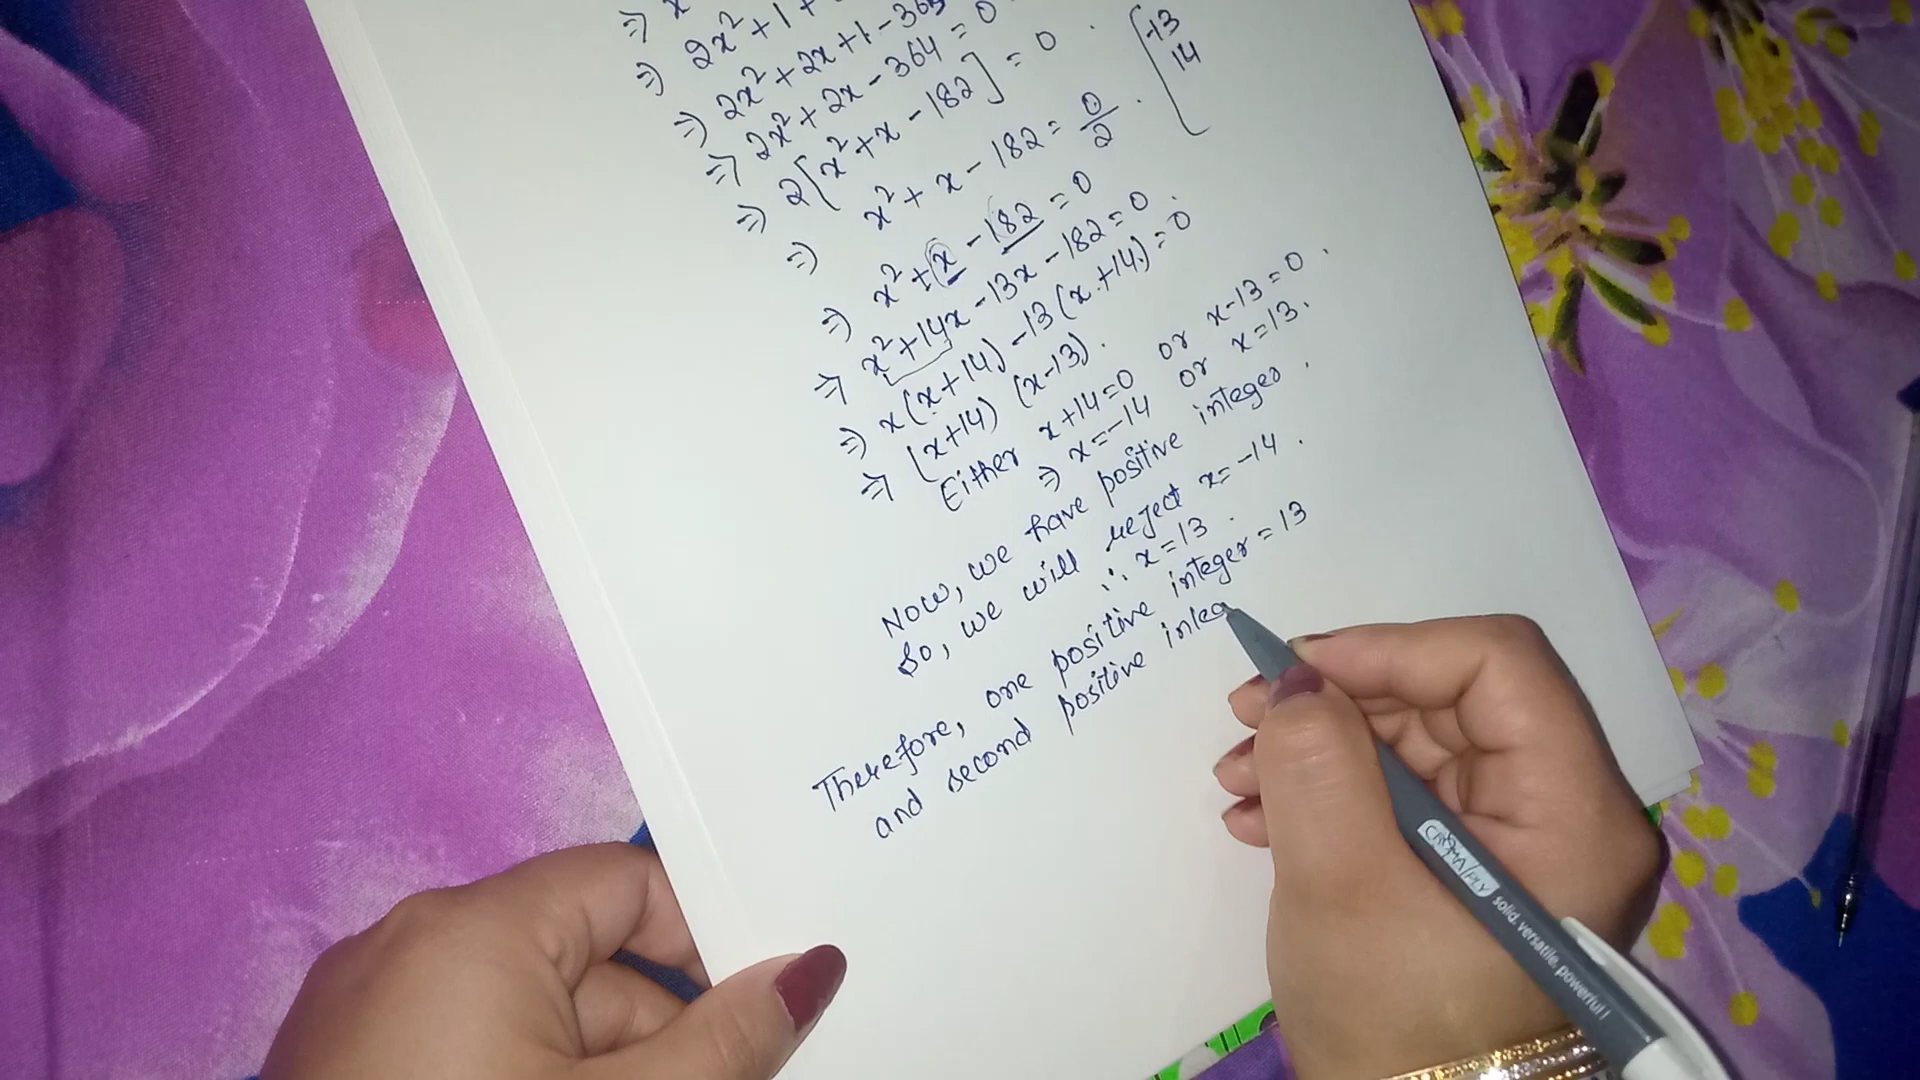 ⇒ x
⇒ 2x² + 1 +
⇒ 2x² + 2x + 1 - 365
⇒ 2x² + 2x - 364 = 0
⇒ 2[x² + x - 182] = 0
⇒ x² + x - 182 = 0/2
-13
14
⇒ x² + x - 182 = 0
⇒ x² + 14x - 13x - 182 = 0
⇒ x(x + 14) - 13(x + 14) = 0
⇒ (x+14) (x-13).
Either x+14=0 or x-13=0.
⇒ x=-14 or x=13.
Now, we have positive integer.
So, we will reject x=-14.
∴ x=13.
Therefore, one positive integer = 13
and second positive integ
solid. versatile. powerful!